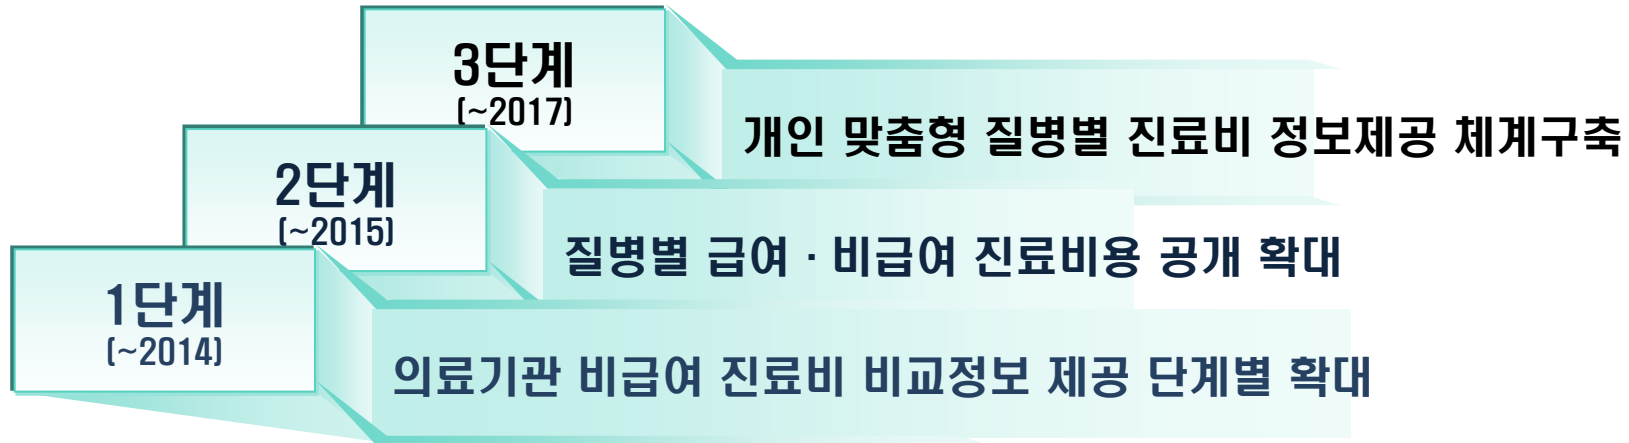 3단계
(~2017)
개인 맞춤형 질병별 진료비 정보제공 체계구축
2단계
(~2015)
질병별 급여 · 비급여 진료비용 공개 확대
1단계
(~2014)
의료기관 비급여 진료비 비교정보 제공 단계별 확대